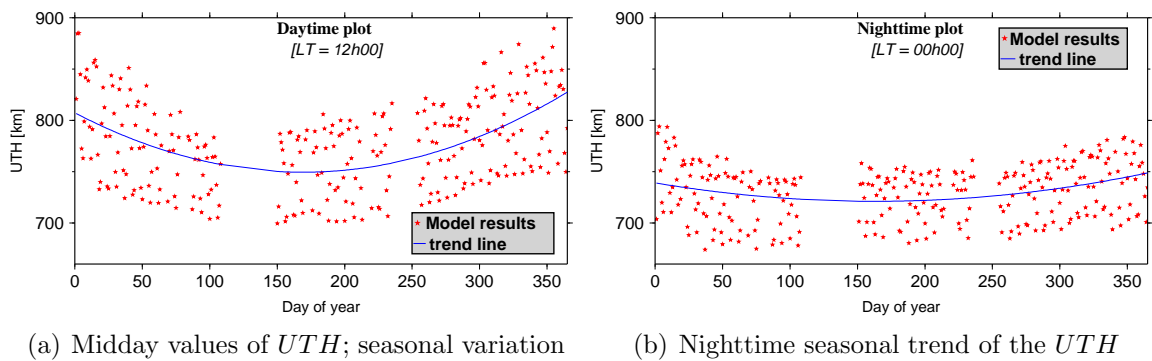 Daytime plot
[LT = 12h00]
UTH [km]
900
800
700
0 50 100 150 200 250 300 350
Day of year
Model results
trend line
(a) Midday values of UTH; seasonal variation
Nighttime plot
[LT = 00h00]
Model results
trend line
UTH [km]
900
800
700
0 50 100 150 200 250 300 350
Day of year
(b) Nighttime seasonal trend of the UTH